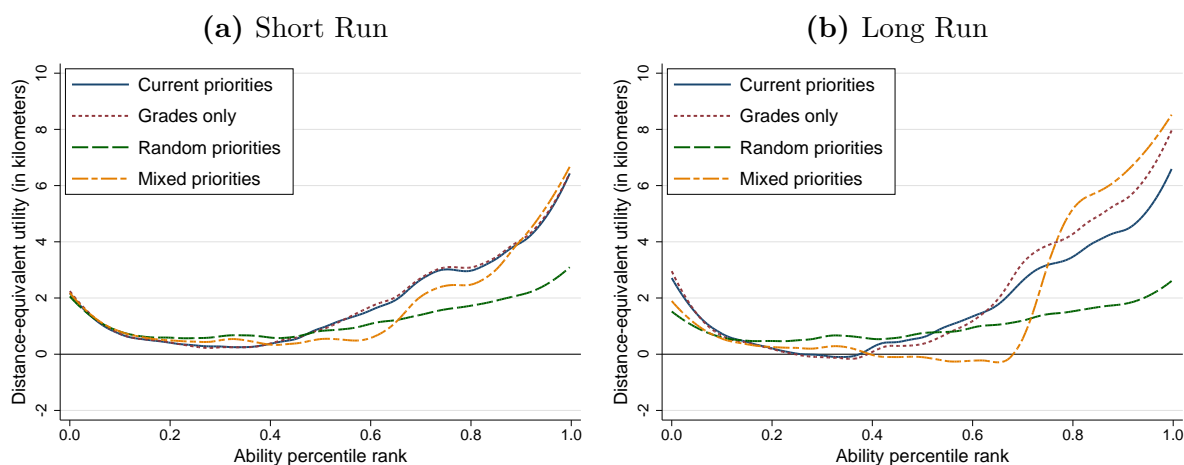 (a) Short Run
Distance-equivalent utility (in kilometers)
10
8
6
4
2
0
-2
Current priorities
Grades only
Random priorities
Mixed priorities
0.0 0.2 0.4 0.6 0.8 1.0
Ability percentile rank
(b) Long Run
Distance-equivalent utility (in kilometers)
10
8
6
4
2
0
-2
Current priorities
Grades only
Random priorities
Mixed priorities
0.0 0.2 0.4 0.6 0.8 1.0
Ability percentile rank